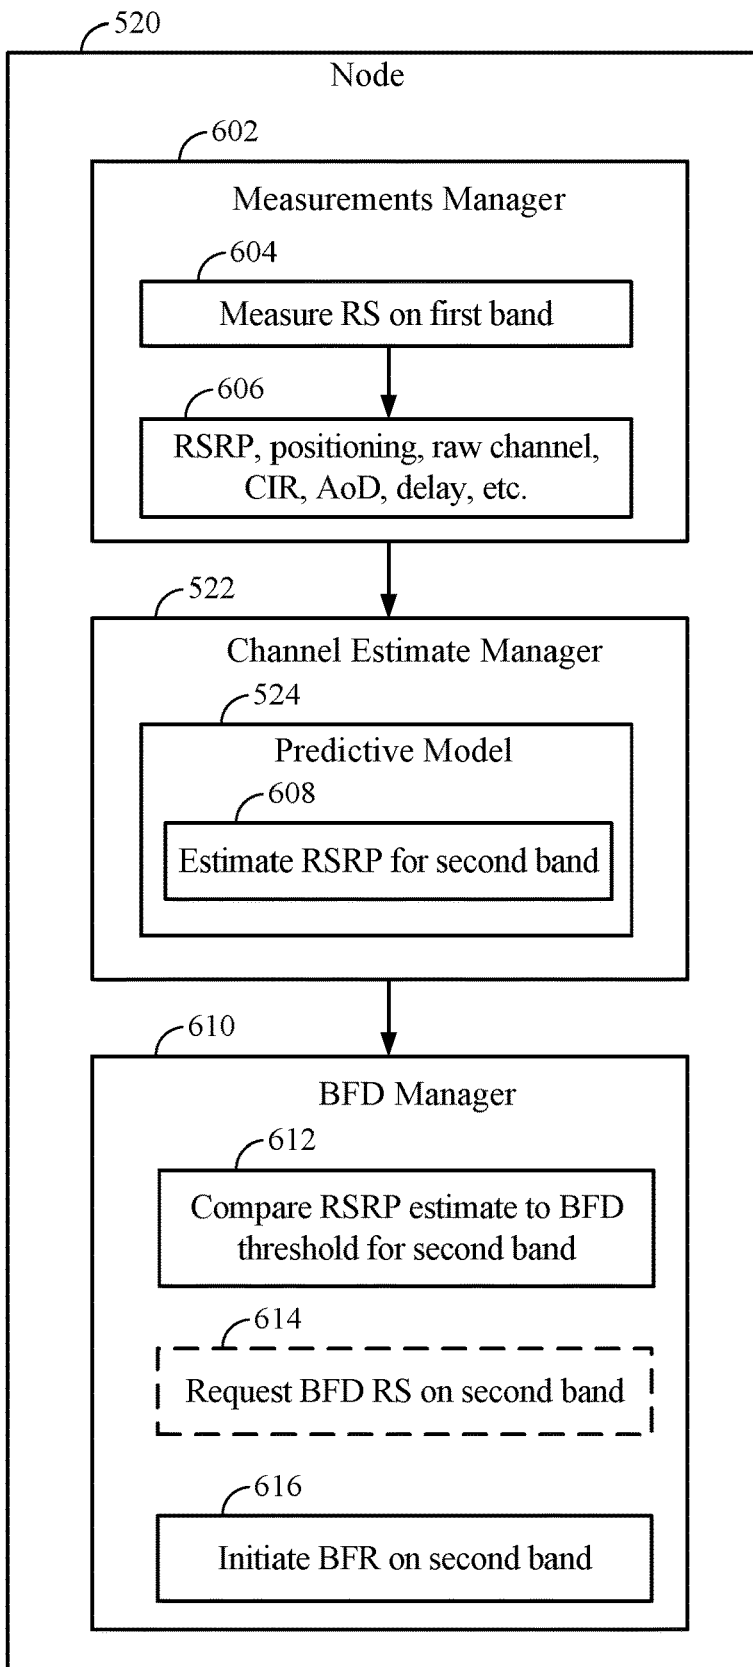 520
Node
602
Measurements Manager
604
Measure RS on first band
606
RSRP, positioning, raw channel,
CIR, AoD, delay, etc.
522
Channel Estimate Manager
524
Predictive Model
608
Estimate RSRP for second band
610
BFD Manager
612
Compare RSRP estimate to BFD
threshold for second band
614
Request BFD RS on second band
616
Initiate BFR on second band